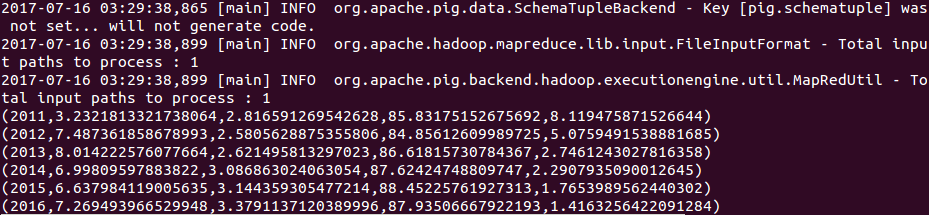 2017-07-16 03:29:38,865 [main] INFO  org.apache.pig.data.SchemaTupleBackend - Key [pig.schematuple] was
 not set... will not generate code.
2017-07-16 03:29:38,899 [main] INFO  org.apache.hadoop.mapreduce.lib.input.FileInputFormat - Total inpu
t paths to process : 1
2017-07-16 03:29:38,899 [main] INFO  org.apache.pig.backend.hadoop.executionengine.util.MapRedUtil - To
tal input paths to process : 1
(2011,3.2321813321738064,2.816591269542628,85.83175152675692,8.119475871526644)
(2012,7.487361858678993,2.5805628875355806,84.85612609989725,5.0759491538881685)
(2013,8.014222576077664,2.621495813297023,86.61815730784367,2.7461243027816358)
(2014,6.99809597883822,3.086863024063054,87.62424748809747,2.2907935090012645)
(2015,6.637984119005635,3.144359305477214,88.45225761927313,1.7653989562440302)
(2016,7.269493966529948,3.3791137120389996,87.93506667922193,1.4163256422091284)